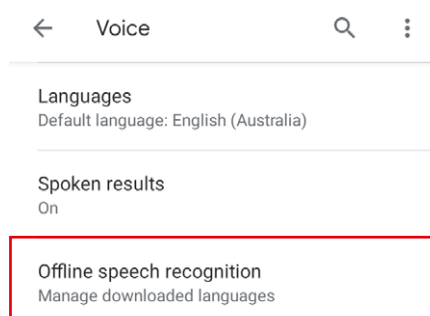 Voice
Languages
Default language: English (Australia)
Spoken results
On
Offline speech recognition
Manage downloaded languages